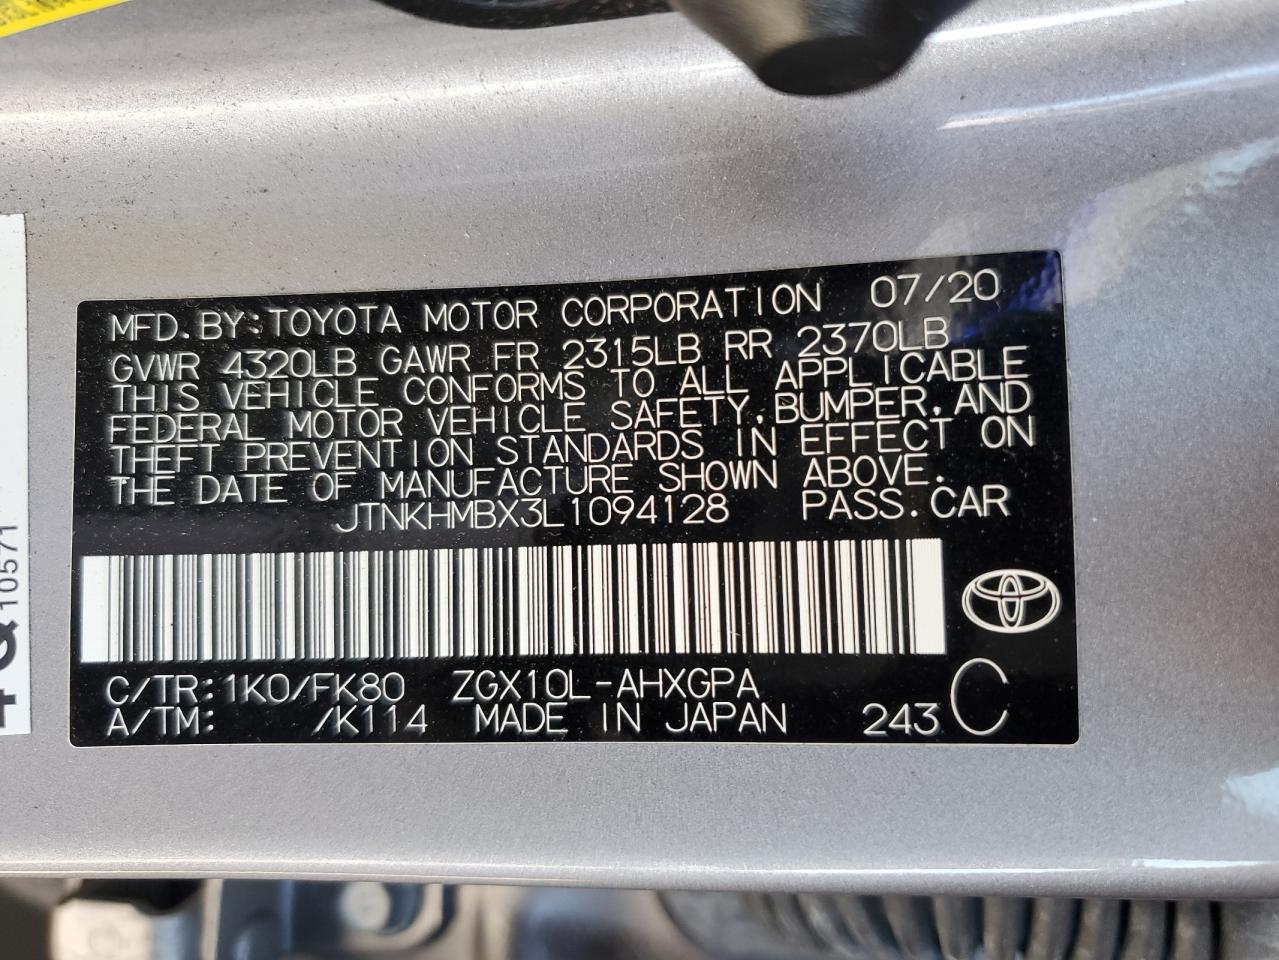 MFD.BY:TOYOTA MOTOR CORPORATION 07/20
GVWR 4320LB GAWR FR 2315LB RR 2370LB
THIS VEHICLE CONFORMS TO ALL APPLICABLE
FEDERAL MOTOR VEHICLE SAFETY,BUMPER,AND
THEFT PREVENTION STANDARDS IN EFFECT ON
THE DATE OF MANUFACTURE SHOWN ABOVE.
JTNKHMBX3L1094128 PASS.CAR
C/TR:1K0/FK80 ZGX10L-AHXGPA
A/TM: /K114 MADE IN JAPAN 243 C
10571